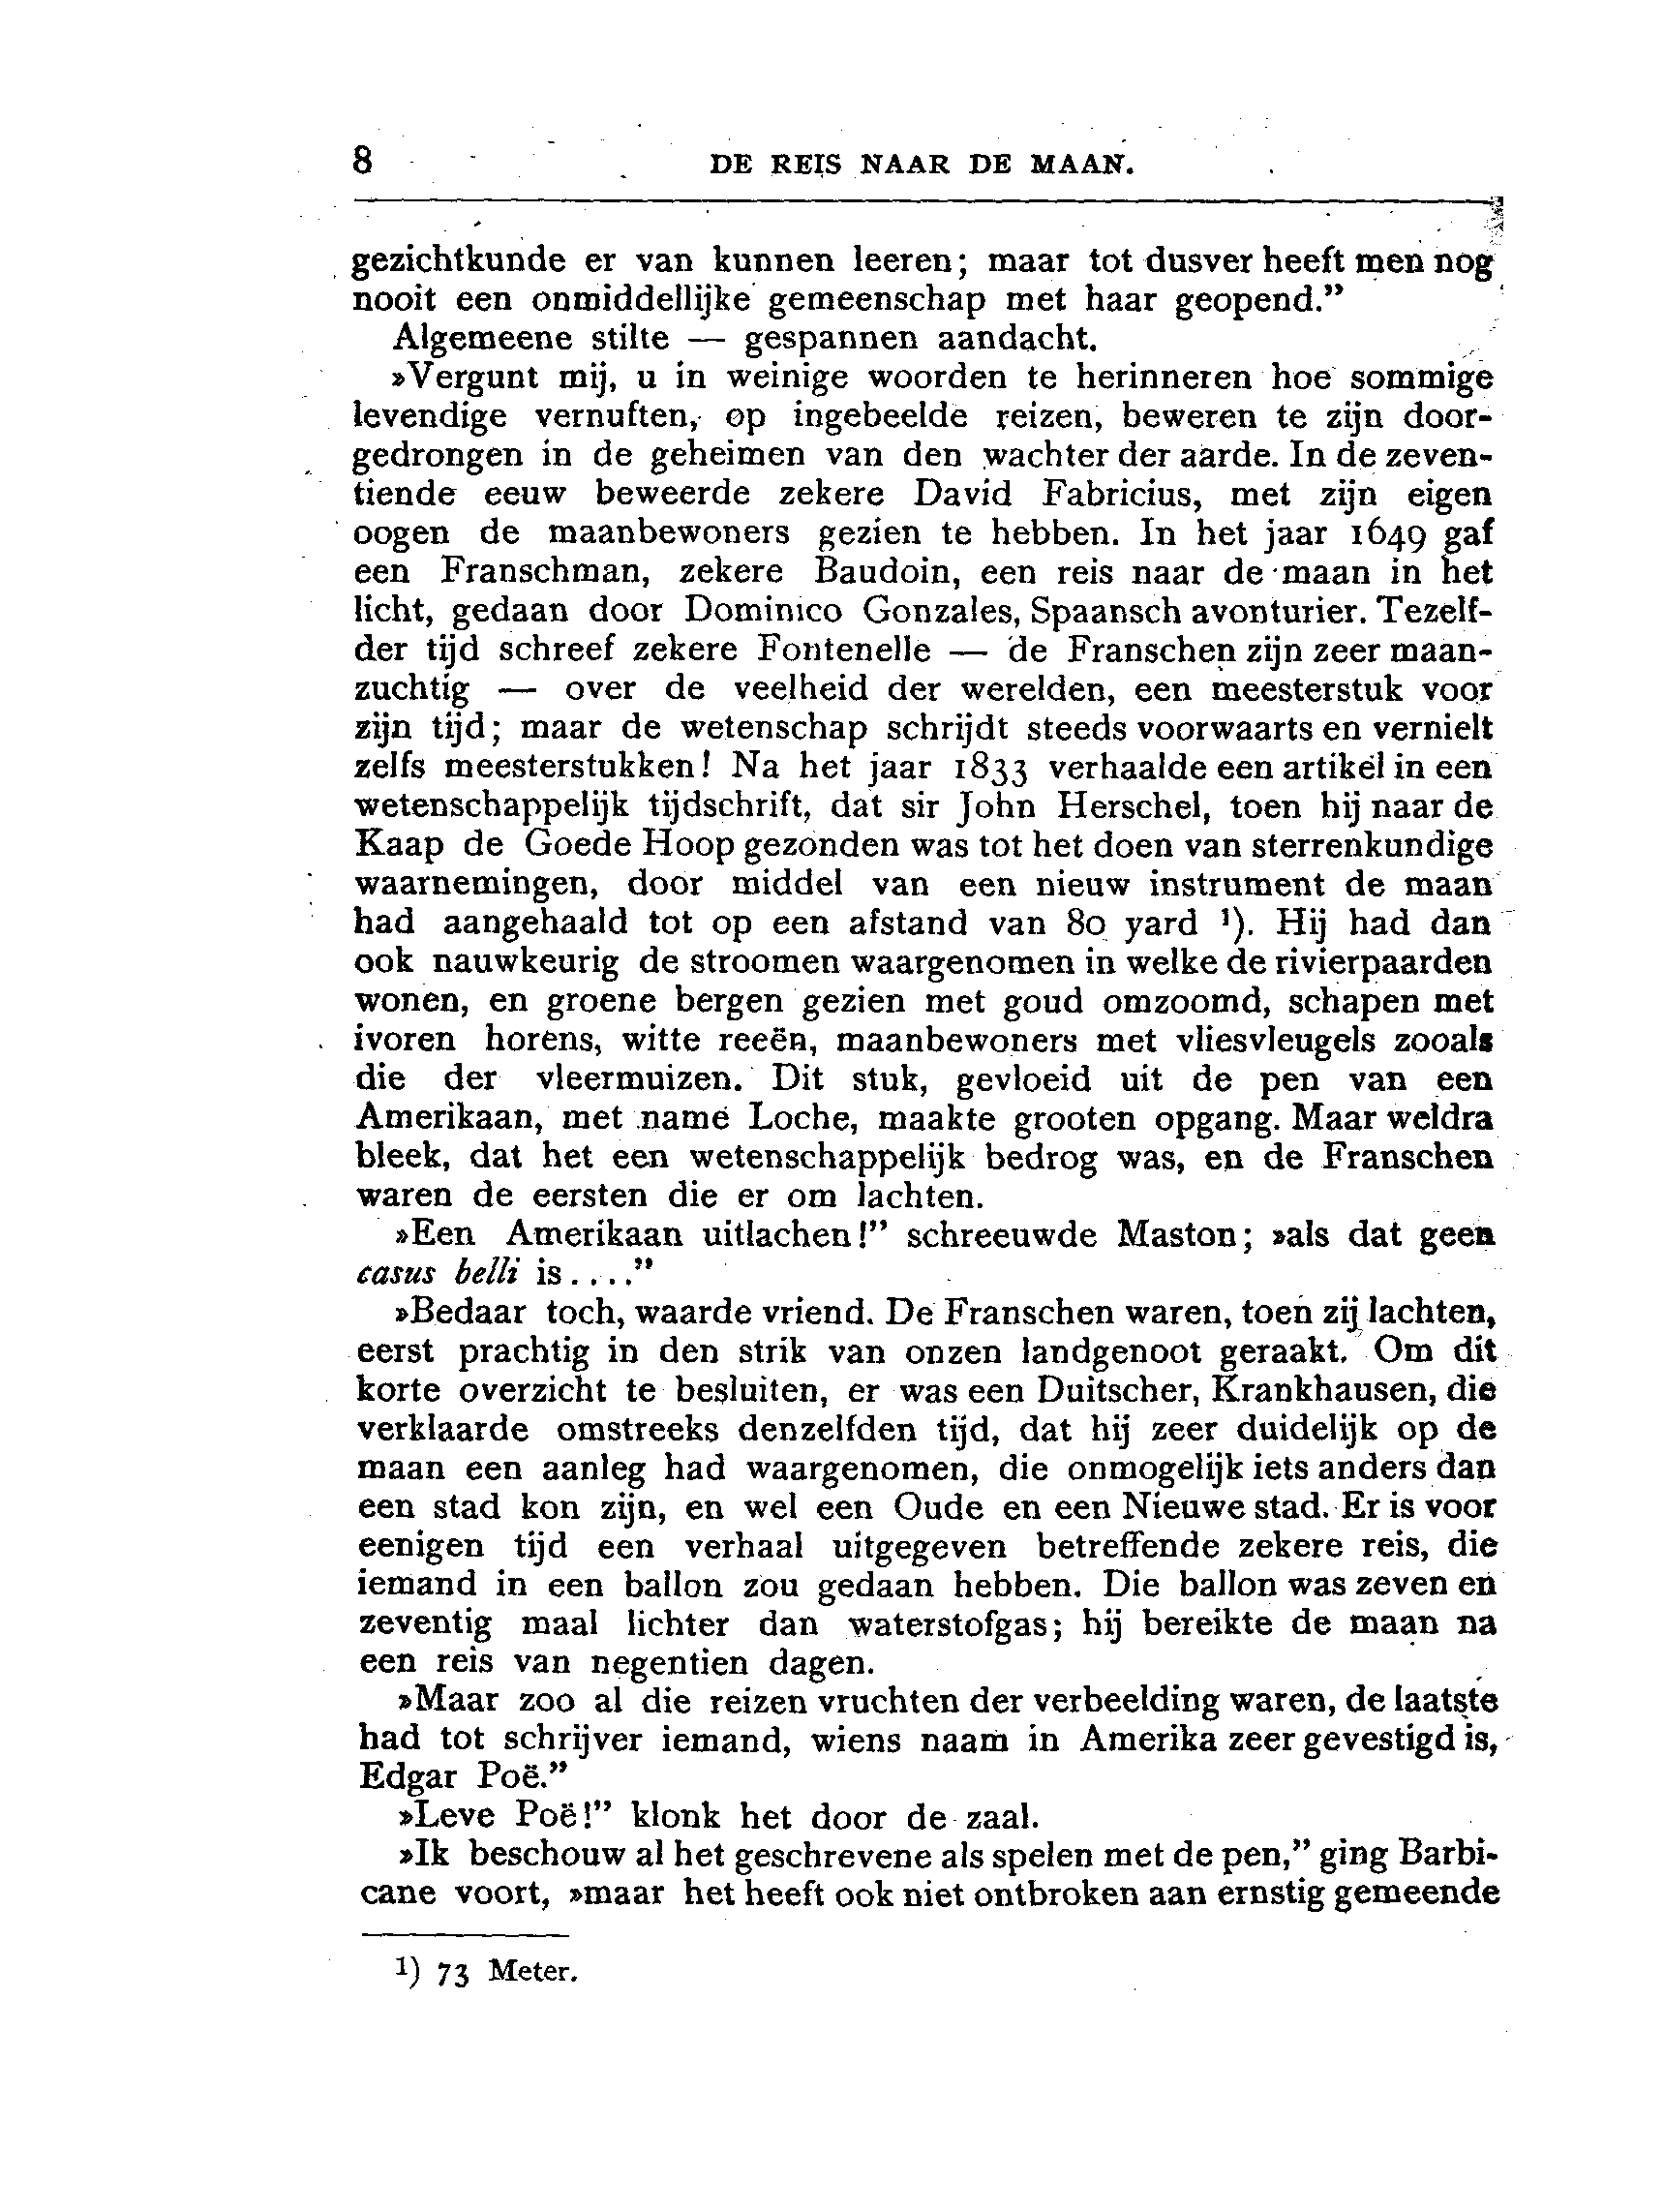 8 DE REIS NAAR DE MAAN.
gezichtkunde er van kunnen leeren; maar tot dusver heeft men nog
nooit een onmiddellijke gemeenschap met haar geopend.”
Algemeene stilte — gespannen aandacht.
»Vergunt mij, u in weinige woorden te herinneren hoe sommige
levendige vernuften, op ingebeelde reizen, beweren te zijn door-
gedrongen in de geheimen van den wachter der aarde. In de zeven-
tiende eeuw beweerde zekere David Fabricius, met zijn eigen
oogen de maanbewoners gezien te hebben. In het jaar 1649 gaf
een Franschman, zekere Baudoin, een reis naar de maan in het
licht, gedaan door Dominico Gonzales, Spaansch avonturier. Tezelf-
der tijd schreef zekere Fontenelle — de Franschen zijn zeer maan-
zuchtig — over de veelheid der werelden, een meesterstuk voor
zijn tijd; maar de wetenschap schrijdt steeds voorwaarts en vernielt
zelfs meesterstukken! Na het jaar 1833 verhaalde een artikel in een
wetenschappelijk tijdschrift, dat sir John Herschel, toen hij naar de
Kaap de Goede Hoop gezonden was tot het doen van sterrenkundige
waarnemingen, door middel van een nieuw instrument de maan
had aangehaald tot op een afstand van 80 yard ¹). Hij had dan
ook nauwkeurig de stroomen waargenomen in welke de rivierpaarden
wonen, en groene bergen gezien met goud omzoomd, schapen met
ivoren horens, witte reeën, maanbewoners met vliesvleugels zooals
die der vleermuizen. Dit stuk, gevloeid uit de pen van een
Amerikaan, met name Loche, maakte grooten opgang. Maar weldra
bleek, dat het een wetenschappelijk bedrog was, en de Franschen
waren de eersten die er om lachten.
»Een Amerikaan uitlachen!” schreeuwde Maston; »als dat geen
casus belli is....”
»Bedaar toch, waarde vriend. De Franschen waren, toen zij lachten,
eerst prachtig in den strik van onzen landgenoot geraakt. Om dit
korte overzicht te besluiten, er was een Duitscher, Krankhausen, die
verklaarde omstreeks denzelfden tijd, dat hij zeer duidelijk op de
maan een aanleg had waargenomen, die onmogelijk iets anders dan
een stad kon zijn, en wel een Oude en een Nieuwe stad. Er is voor
eenigen tijd een verhaal uitgegeven betreffende zekere reis, die
iemand in een ballon zou gedaan hebben. Die ballon was zeven en
zeventig maal lichter dan waterstofgas; hij bereikte de maan na
een reis van negentien dagen.
»Maar zoo al die reizen vruchten der verbeelding waren, de laatste
had tot schrijver iemand, wiens naam in Amerika zeer gevestigd is,
Edgar Poë.”
»Leve Poë!” klonk het door de zaal.
»Ik beschouw al het geschrevene als spelen met de pen,” ging Barbi-
cane voort, »maar het heeft ook niet ontbroken aan ernstig gemeende
¹) 73 Meter.